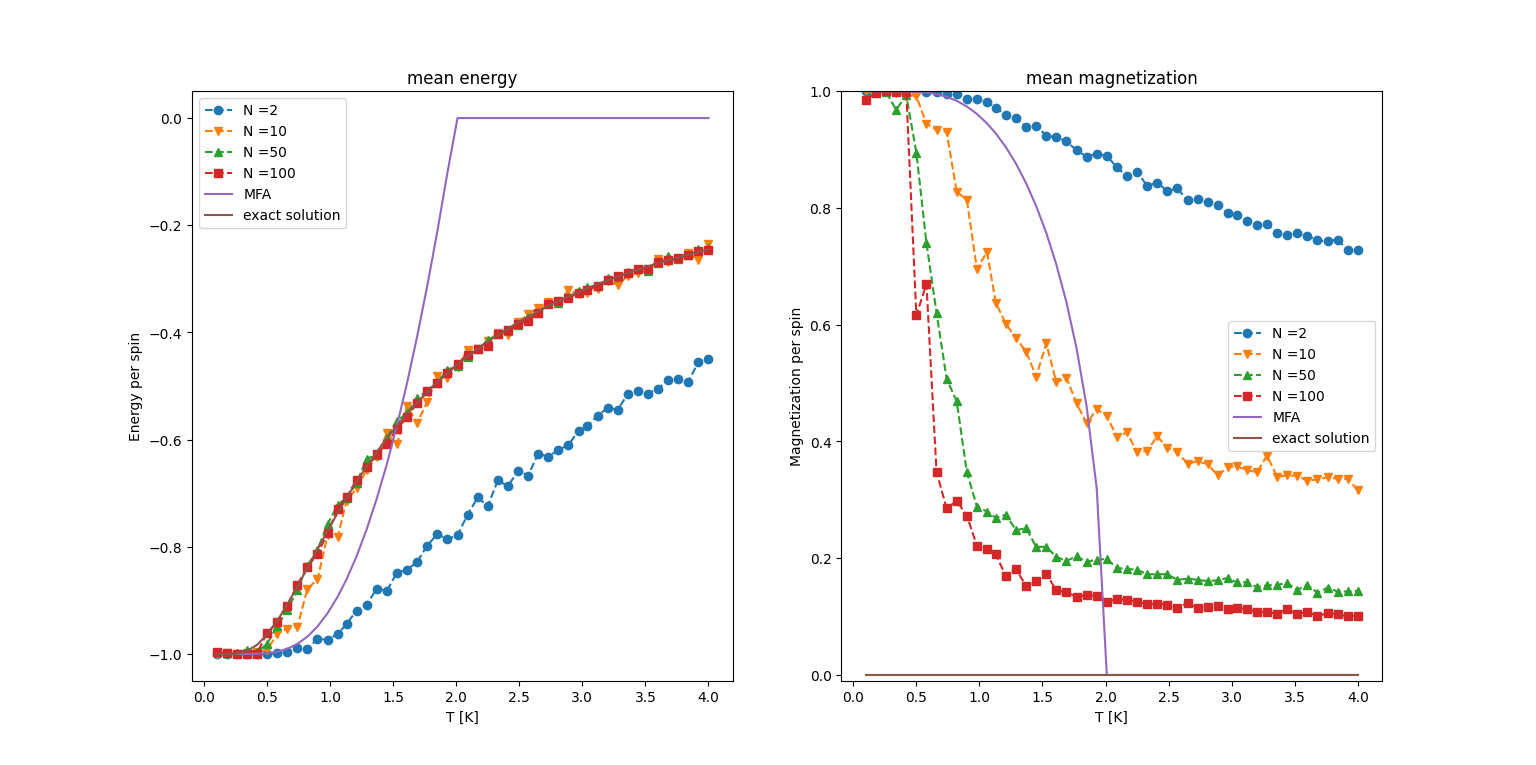 mean energy
N =2
N =10
N =50
N =100
MFA
exact solution
0.0
−0.2
−0.4
−0.6
−0.8
−1.0
Energy per spin
0.0
0.5
1.0
1.5
2.0
2.5
3.0
3.5
4.0
T [K]
mean magnetization
1.0
0.8
0.6
0.4
0.2
0.0
Magnetization per spin
N =2
N =10
N =50
N =100
MFA
exact solution
0.0
0.5
1.0
1.5
2.0
2.5
3.0
3.5
4.0
T [K]